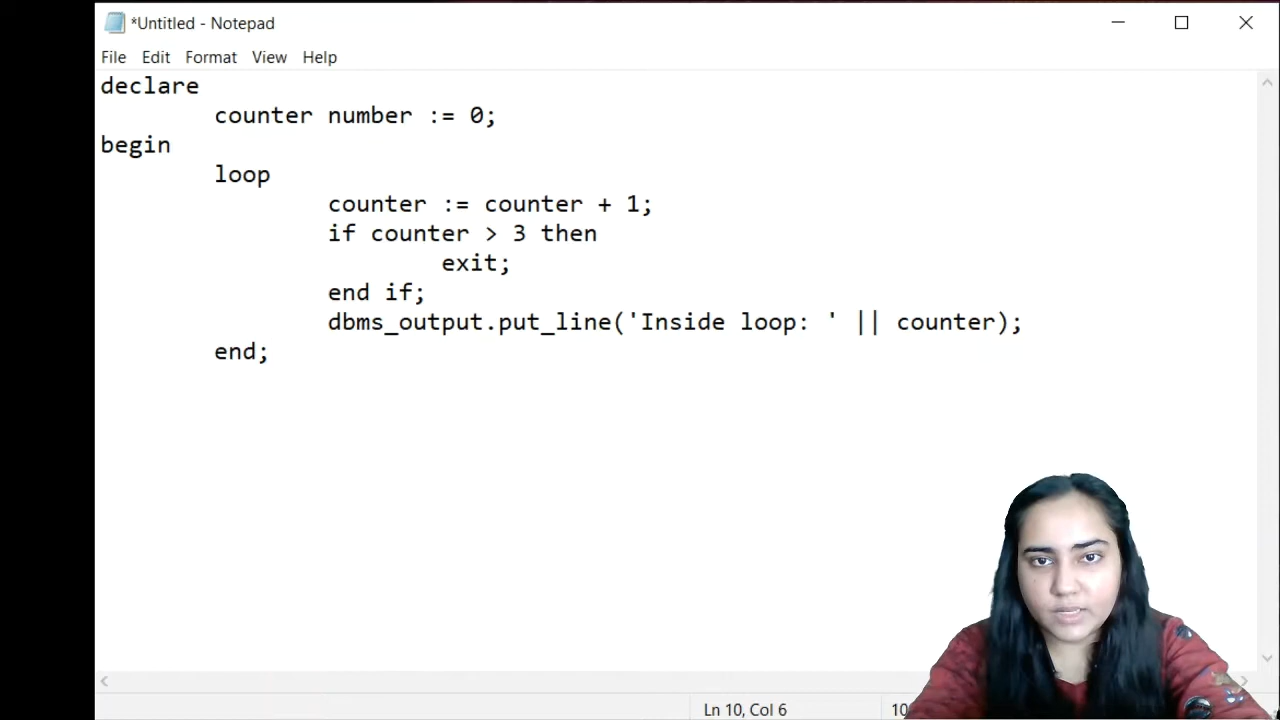 *Untitled - Notepad
File Edit Format View Help
declare
counter number := 0;
begin
loop
counter := counter + 1;
if counter > 3 then
exit;
end if;
dbms_output.put_line('Inside loop: ' || counter);
end;
Ln 10, Col 6
10